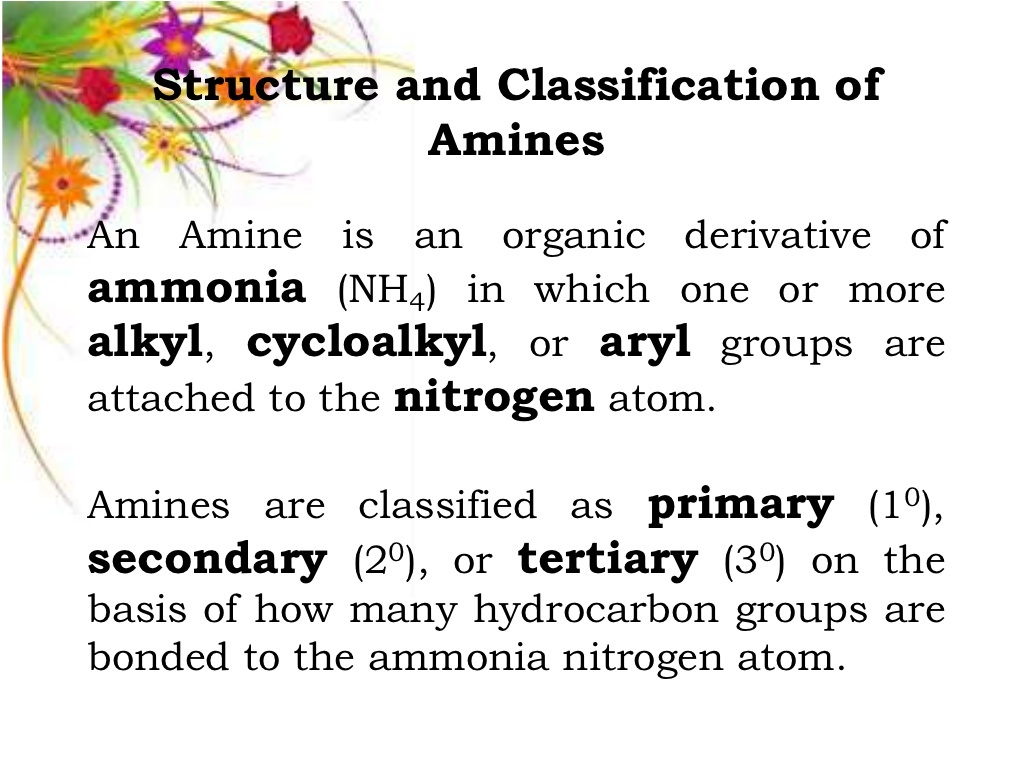 Structure and Classification of
Amines
An Amine is an organic derivative of
ammonia (NH₄) in which one or more
alkyl, cycloalkyl, or aryl groups are
attached to the nitrogen atom.
Amines are classified as primary (1⁰),
secondary (2⁰), or tertiary (3⁰) on the
basis of how many hydrocarbon groups are
bonded to the ammonia nitrogen atom.